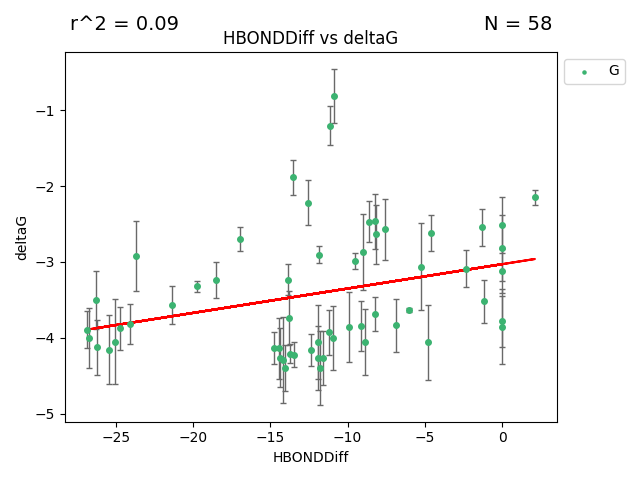 r^2 = 0.09
N = 58
HBONDDiff vs deltaG
G
−1
−2
−3
−4
−5
deltaG
−25
−20
−15
−10
−5
0
HBONDDiff